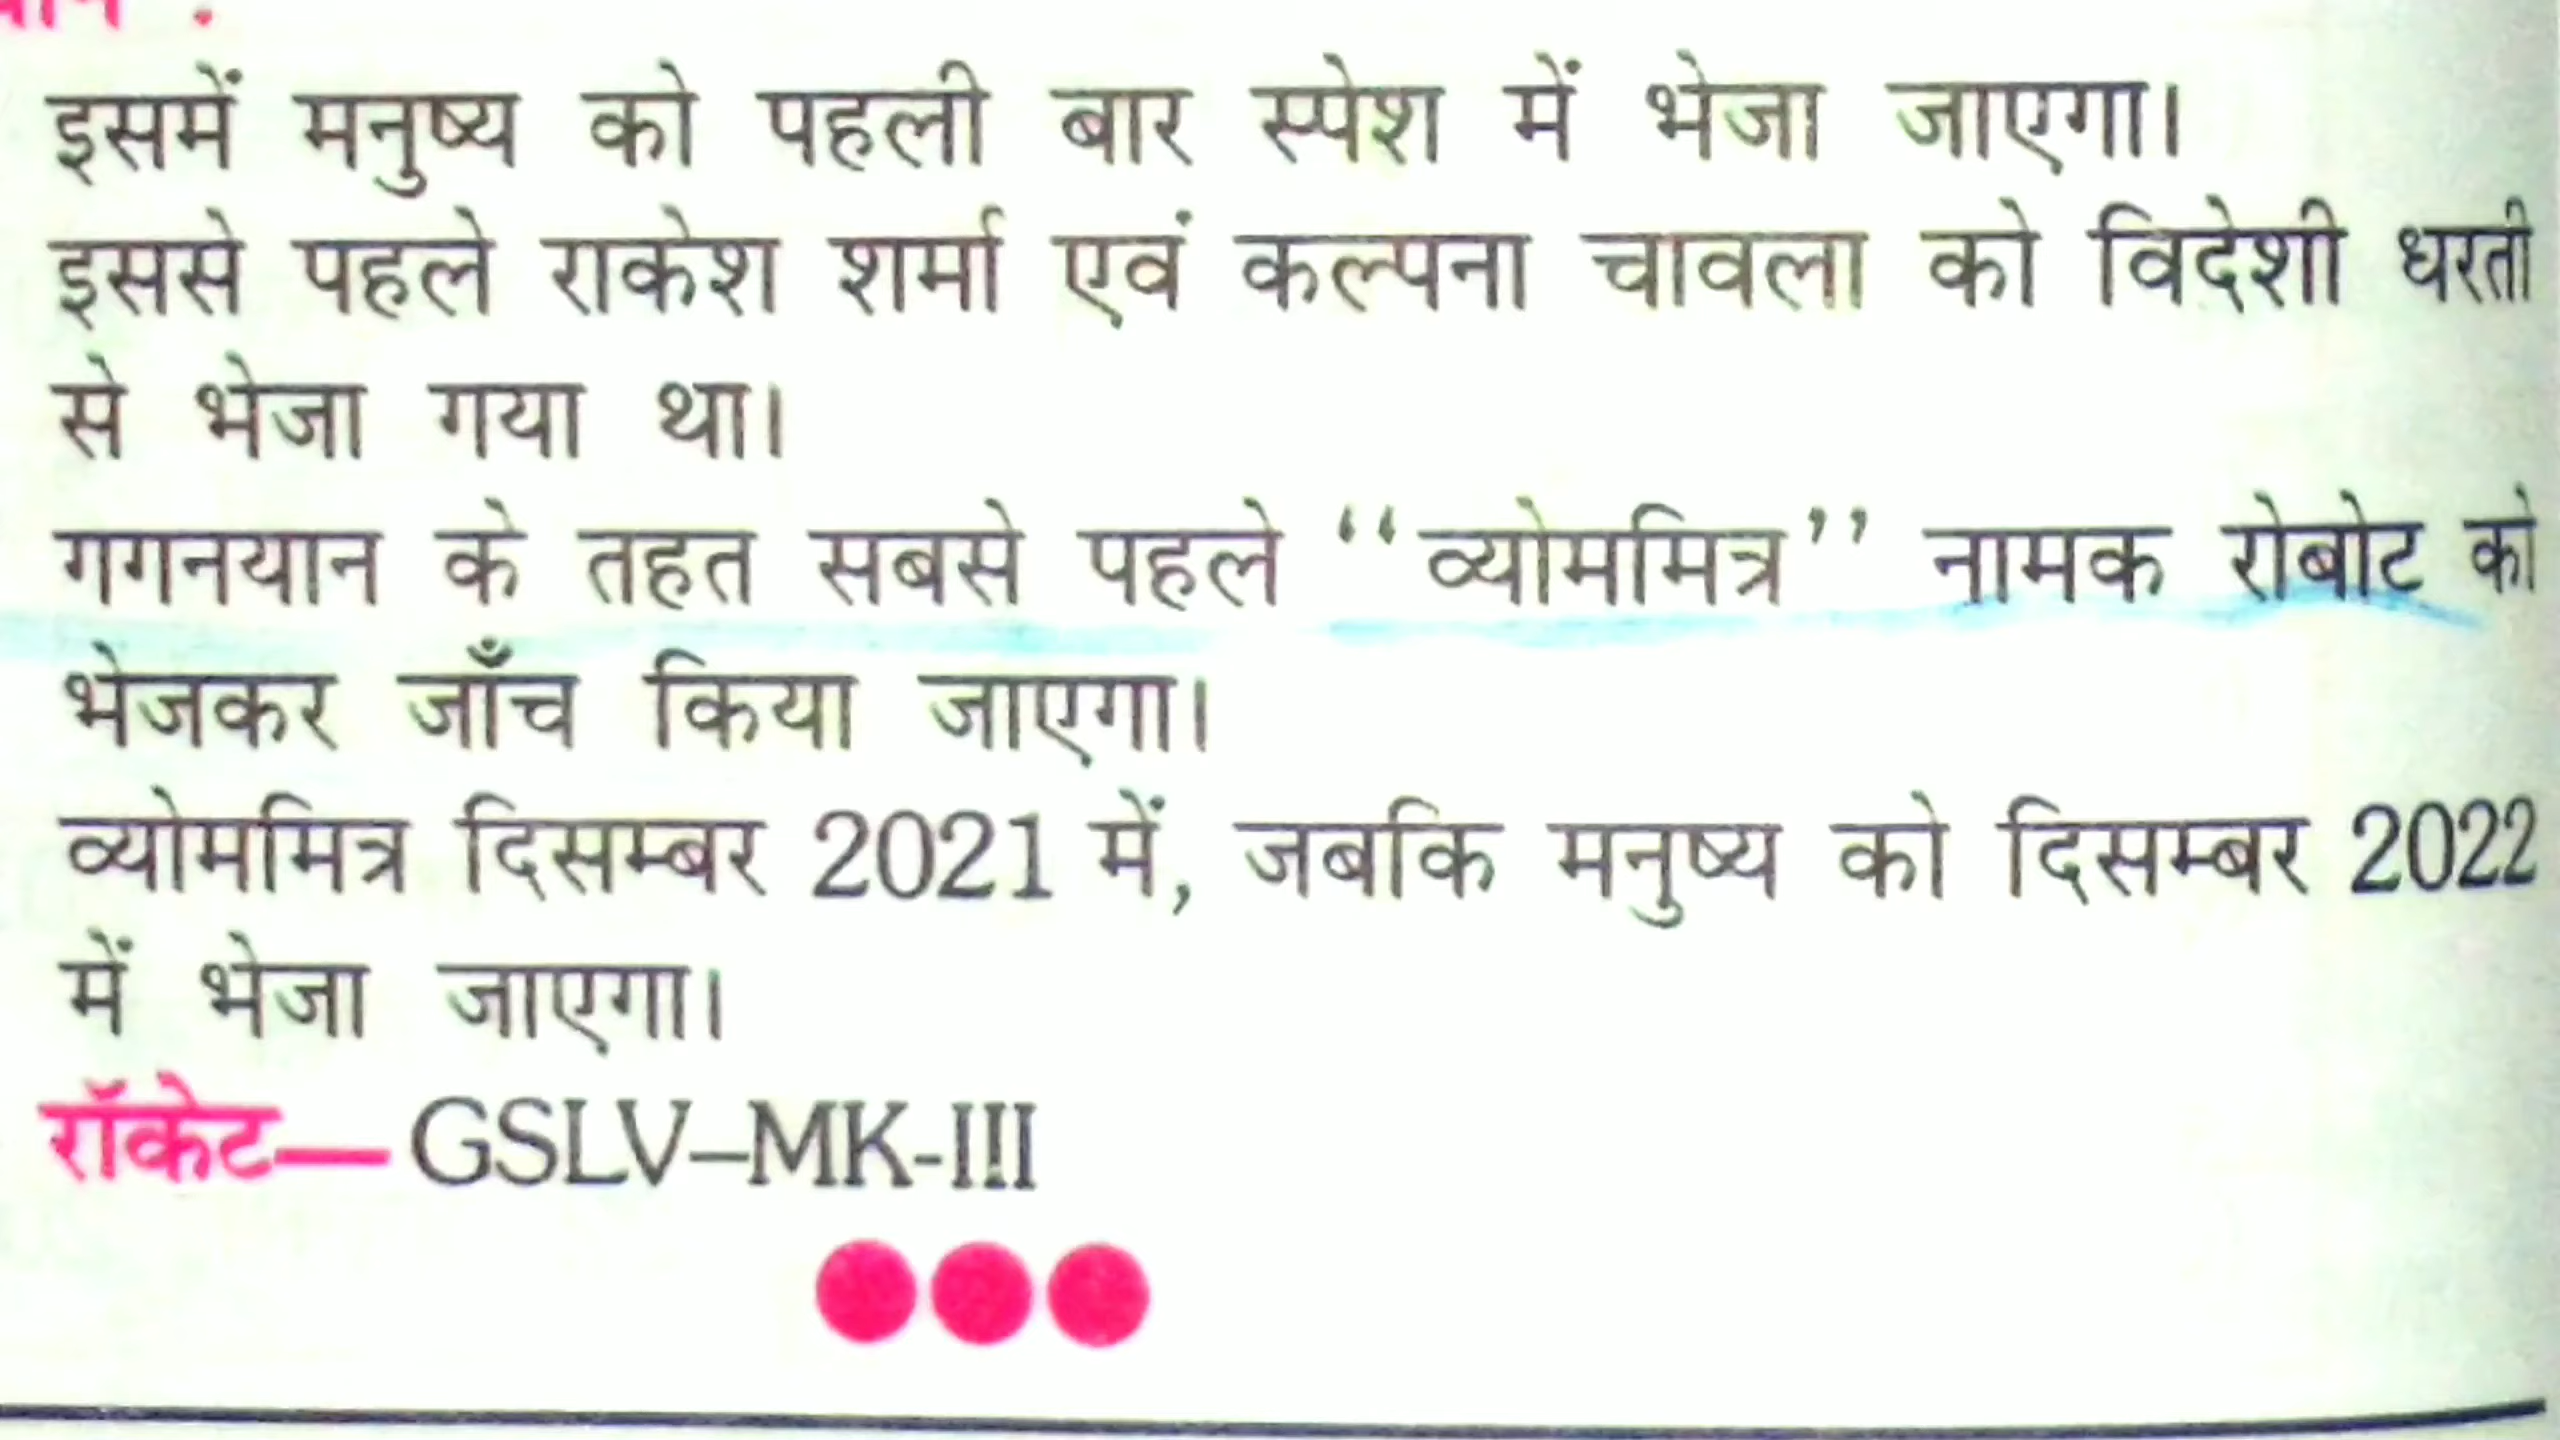 इसमें मनुष्य को पहली बार स्पेश में भेजा जाएगा।
इससे पहले राकेश शर्मा एवं कल्पना चावला को विदेशी धरती
से भेजा गया था।
गगनयान के तहत सबसे पहले ‘‘व्योममित्र’’ नामक रोबोट को
भेजकर जाँच किया जाएगा।
व्योममित्र दिसम्बर 2021 में, जबकि मनुष्य को दिसम्बर 2022
में भेजा जाएगा।
रॉकेट— GSLV–MK-III